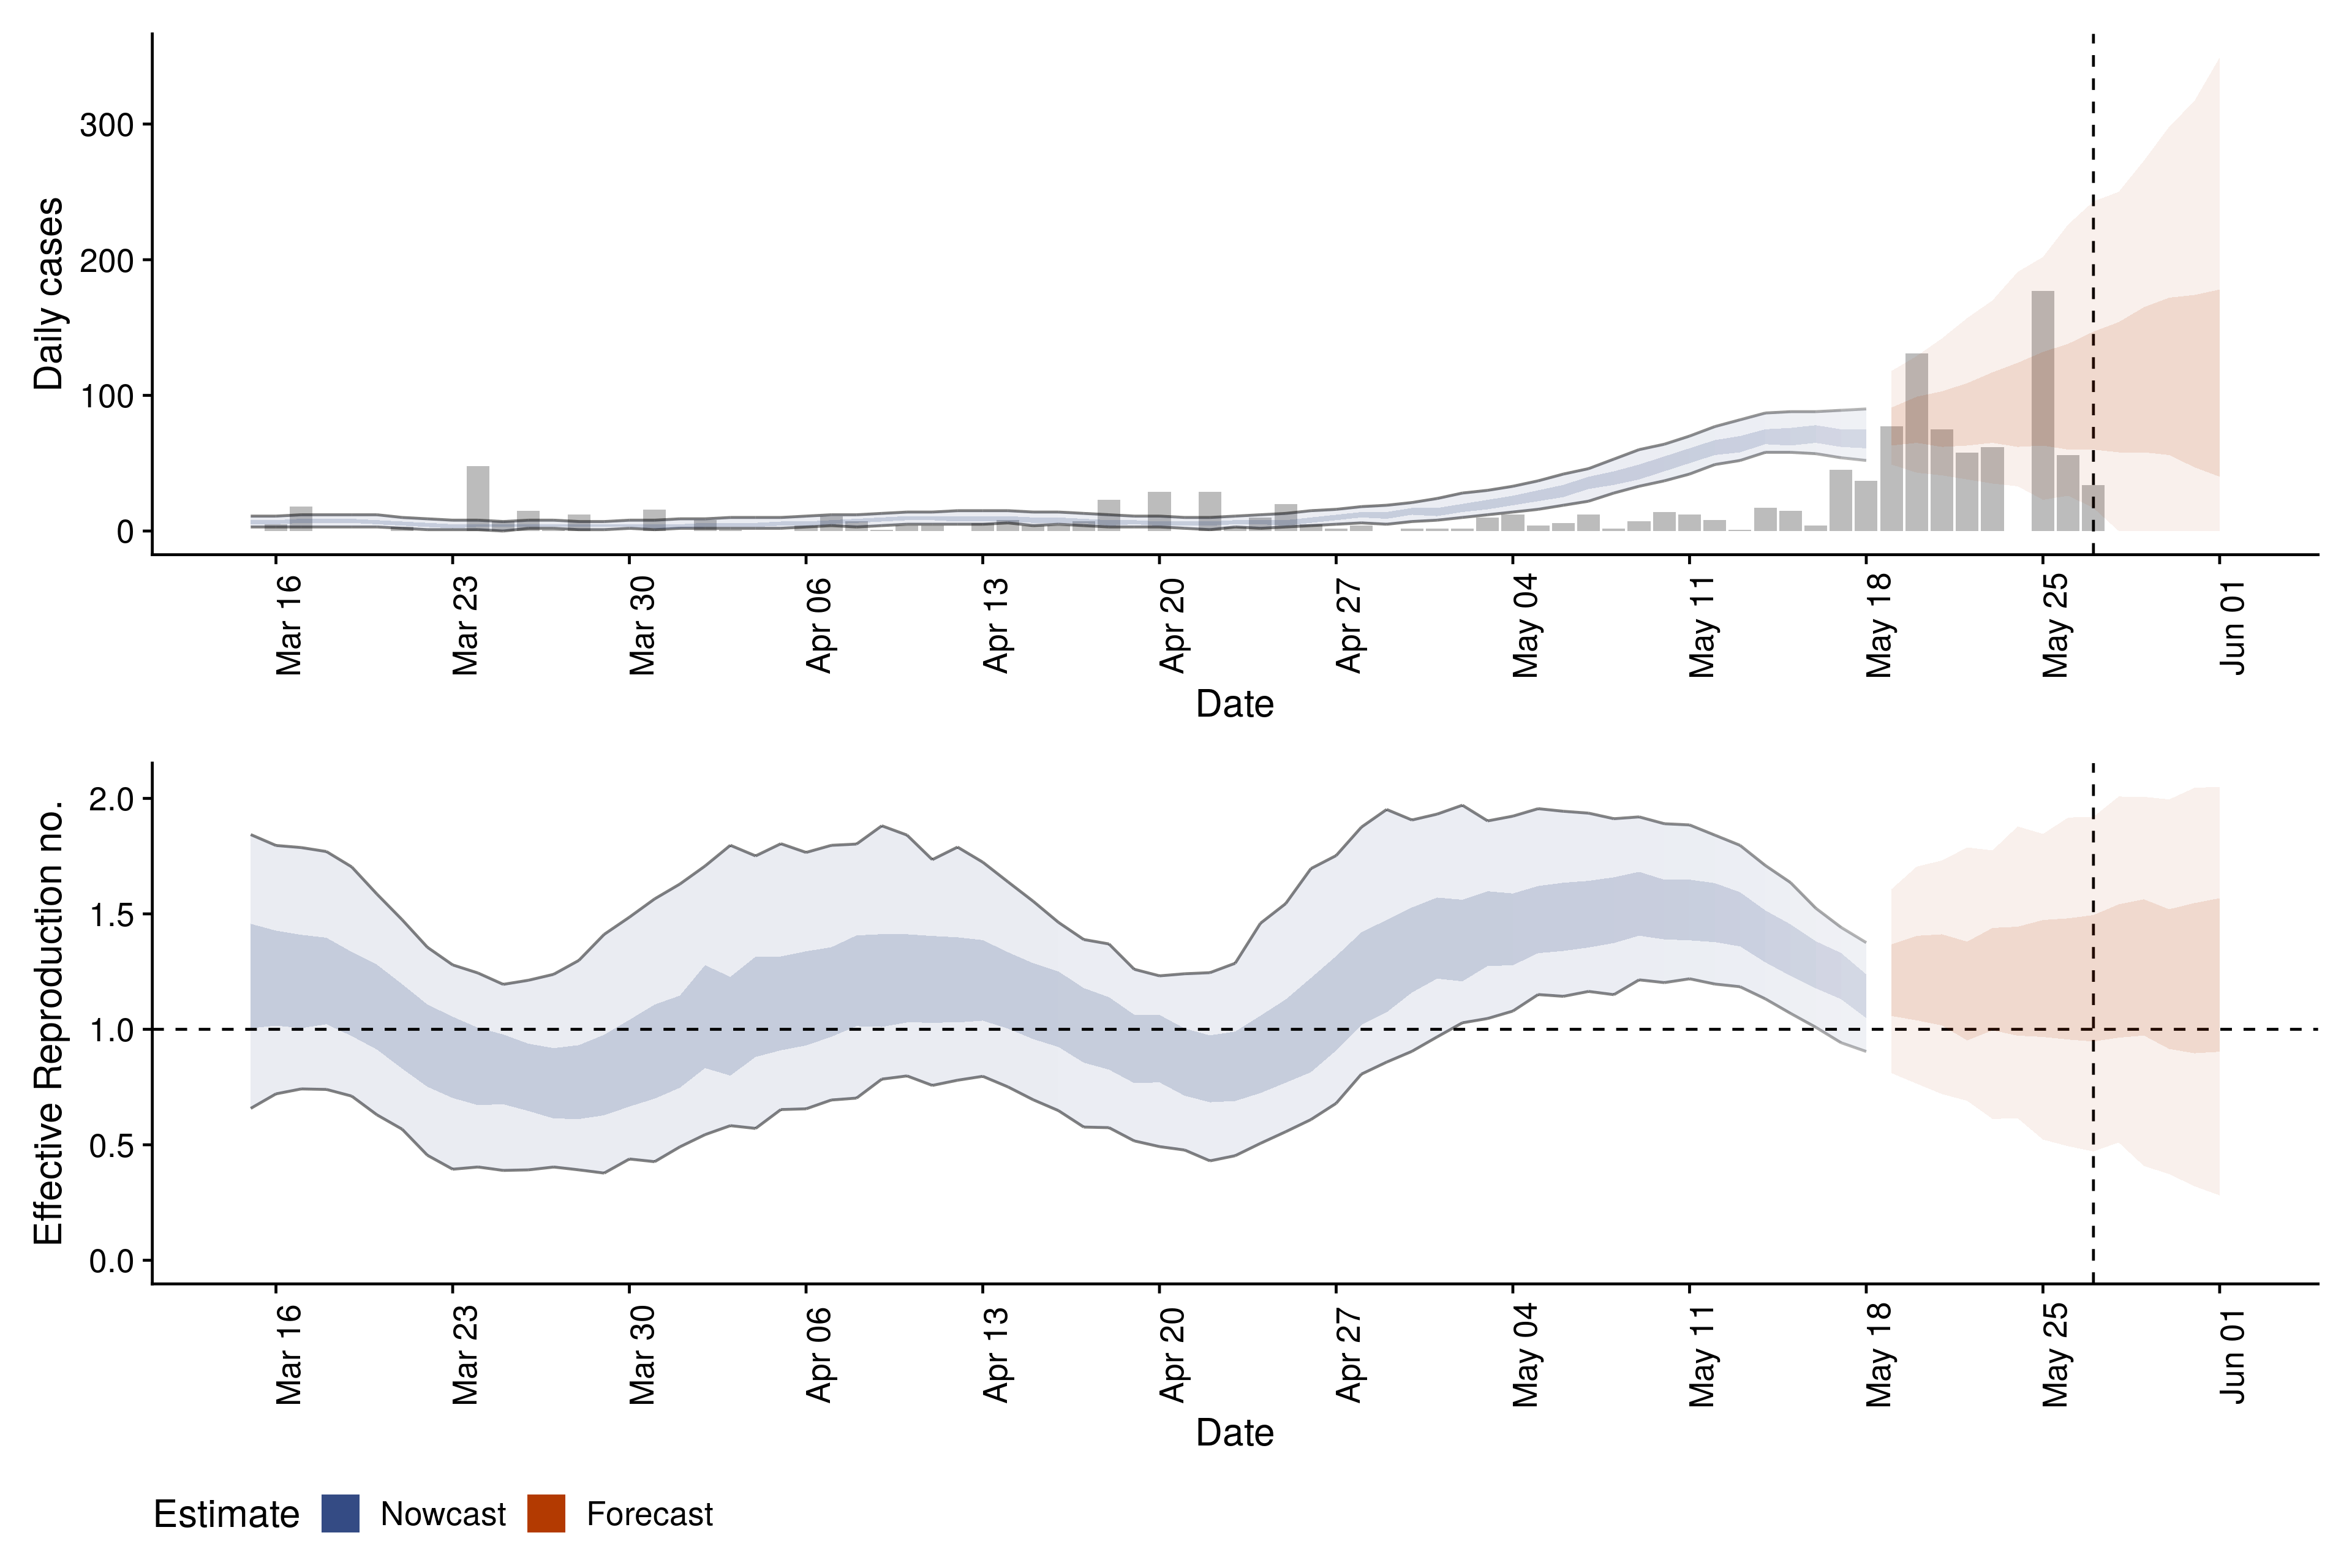 Daily cases
300
200
100
0
Mar 16
Mar 23
Mar 30
Apr 06
Apr 13
Apr 20
Apr 27
May 04
May 11
May 18
May 25
Jun 01
Date
Effective Reproduction no.
2.0
1.5
1.0
0.5
0.0
Mar 16
Mar 23
Mar 30
Apr 06
Apr 13
Apr 20
Apr 27
May 04
May 11
May 18
May 25
Jun 01
Date
Estimate Nowcast Forecast